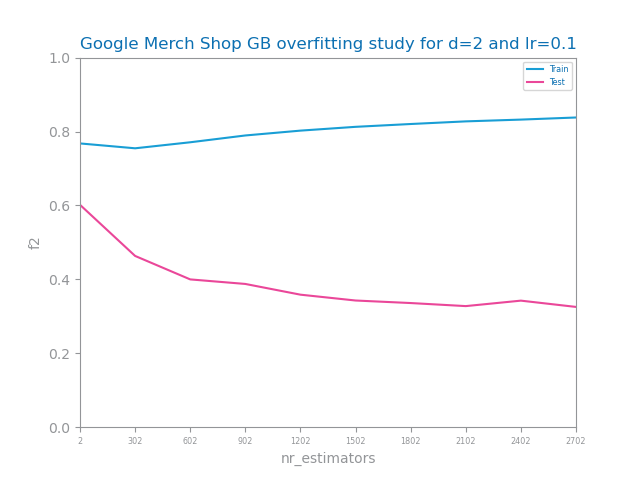 Google Merch Shop GB overfitting study for d=2 and lr=0.1
1.0
0.8
0.6
0.4
0.2
0.0
f2
Train
Test
2 302 602 902 1202 1502 1802 2102 2402 2702
nr_estimators